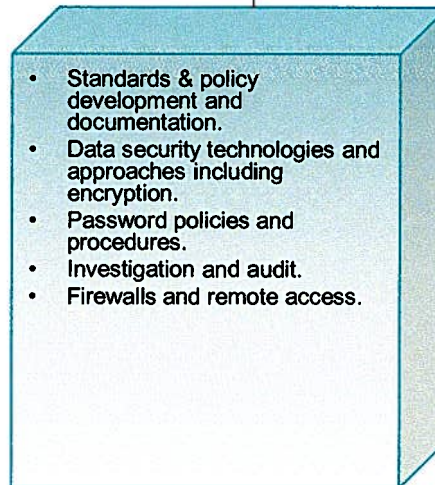 • Standards & policy
development and
documentation.
• Data security technologies and
approaches including
encryption.
• Password policies and
procedures.
• Investigation and audit.
• Firewalls and remote access.